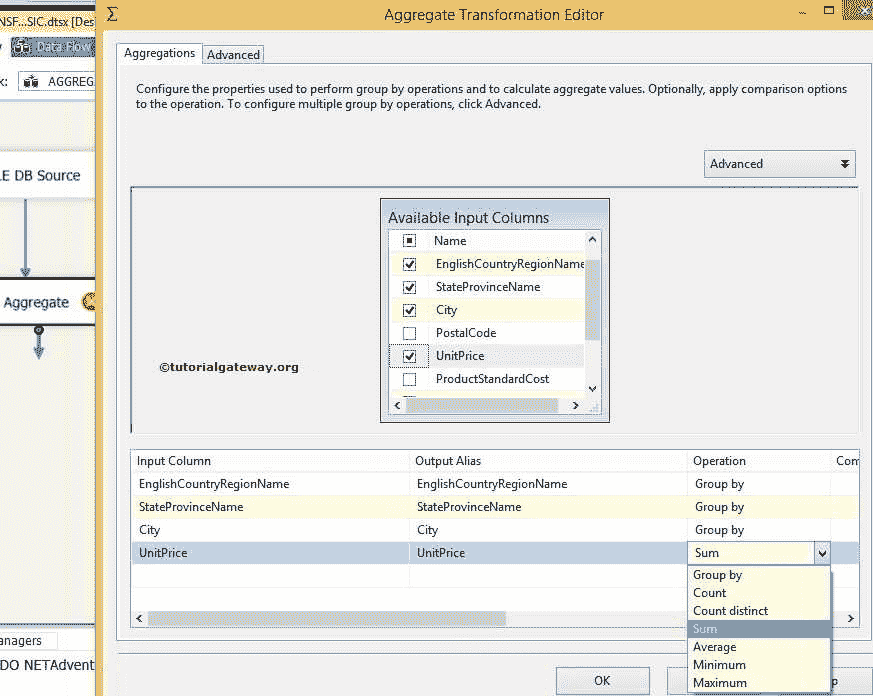 NSF...SIC.dtsx [Des
Aggregate Transformation Editor
Data Flow
Aggregations
Advanced
x:
AGGREG
Configure the properties used to perform group by operations and to calculate aggregate values. Optionally, apply comparison options
to the operation. To configure multiple group by operations, click Advanced.
Advanced
LE DB Source
Available Input Columns
Name
EnglishCountryRegionName
StateProvinceName
City
PostalCode
UnitPrice
ProductStandardCost
Aggregate
©tutorialgateway.org
Input Column Output Alias Operation Com
EnglishCountryRegionName EnglishCountryRegionName Group by
StateProvinceName StateProvinceName Group by
City City Group by
UnitPrice UnitPrice Sum
Group by
Count
Count distinct
Sum
Average
Minimum
Maximum
anagers
DO NETAdvent
OK
p